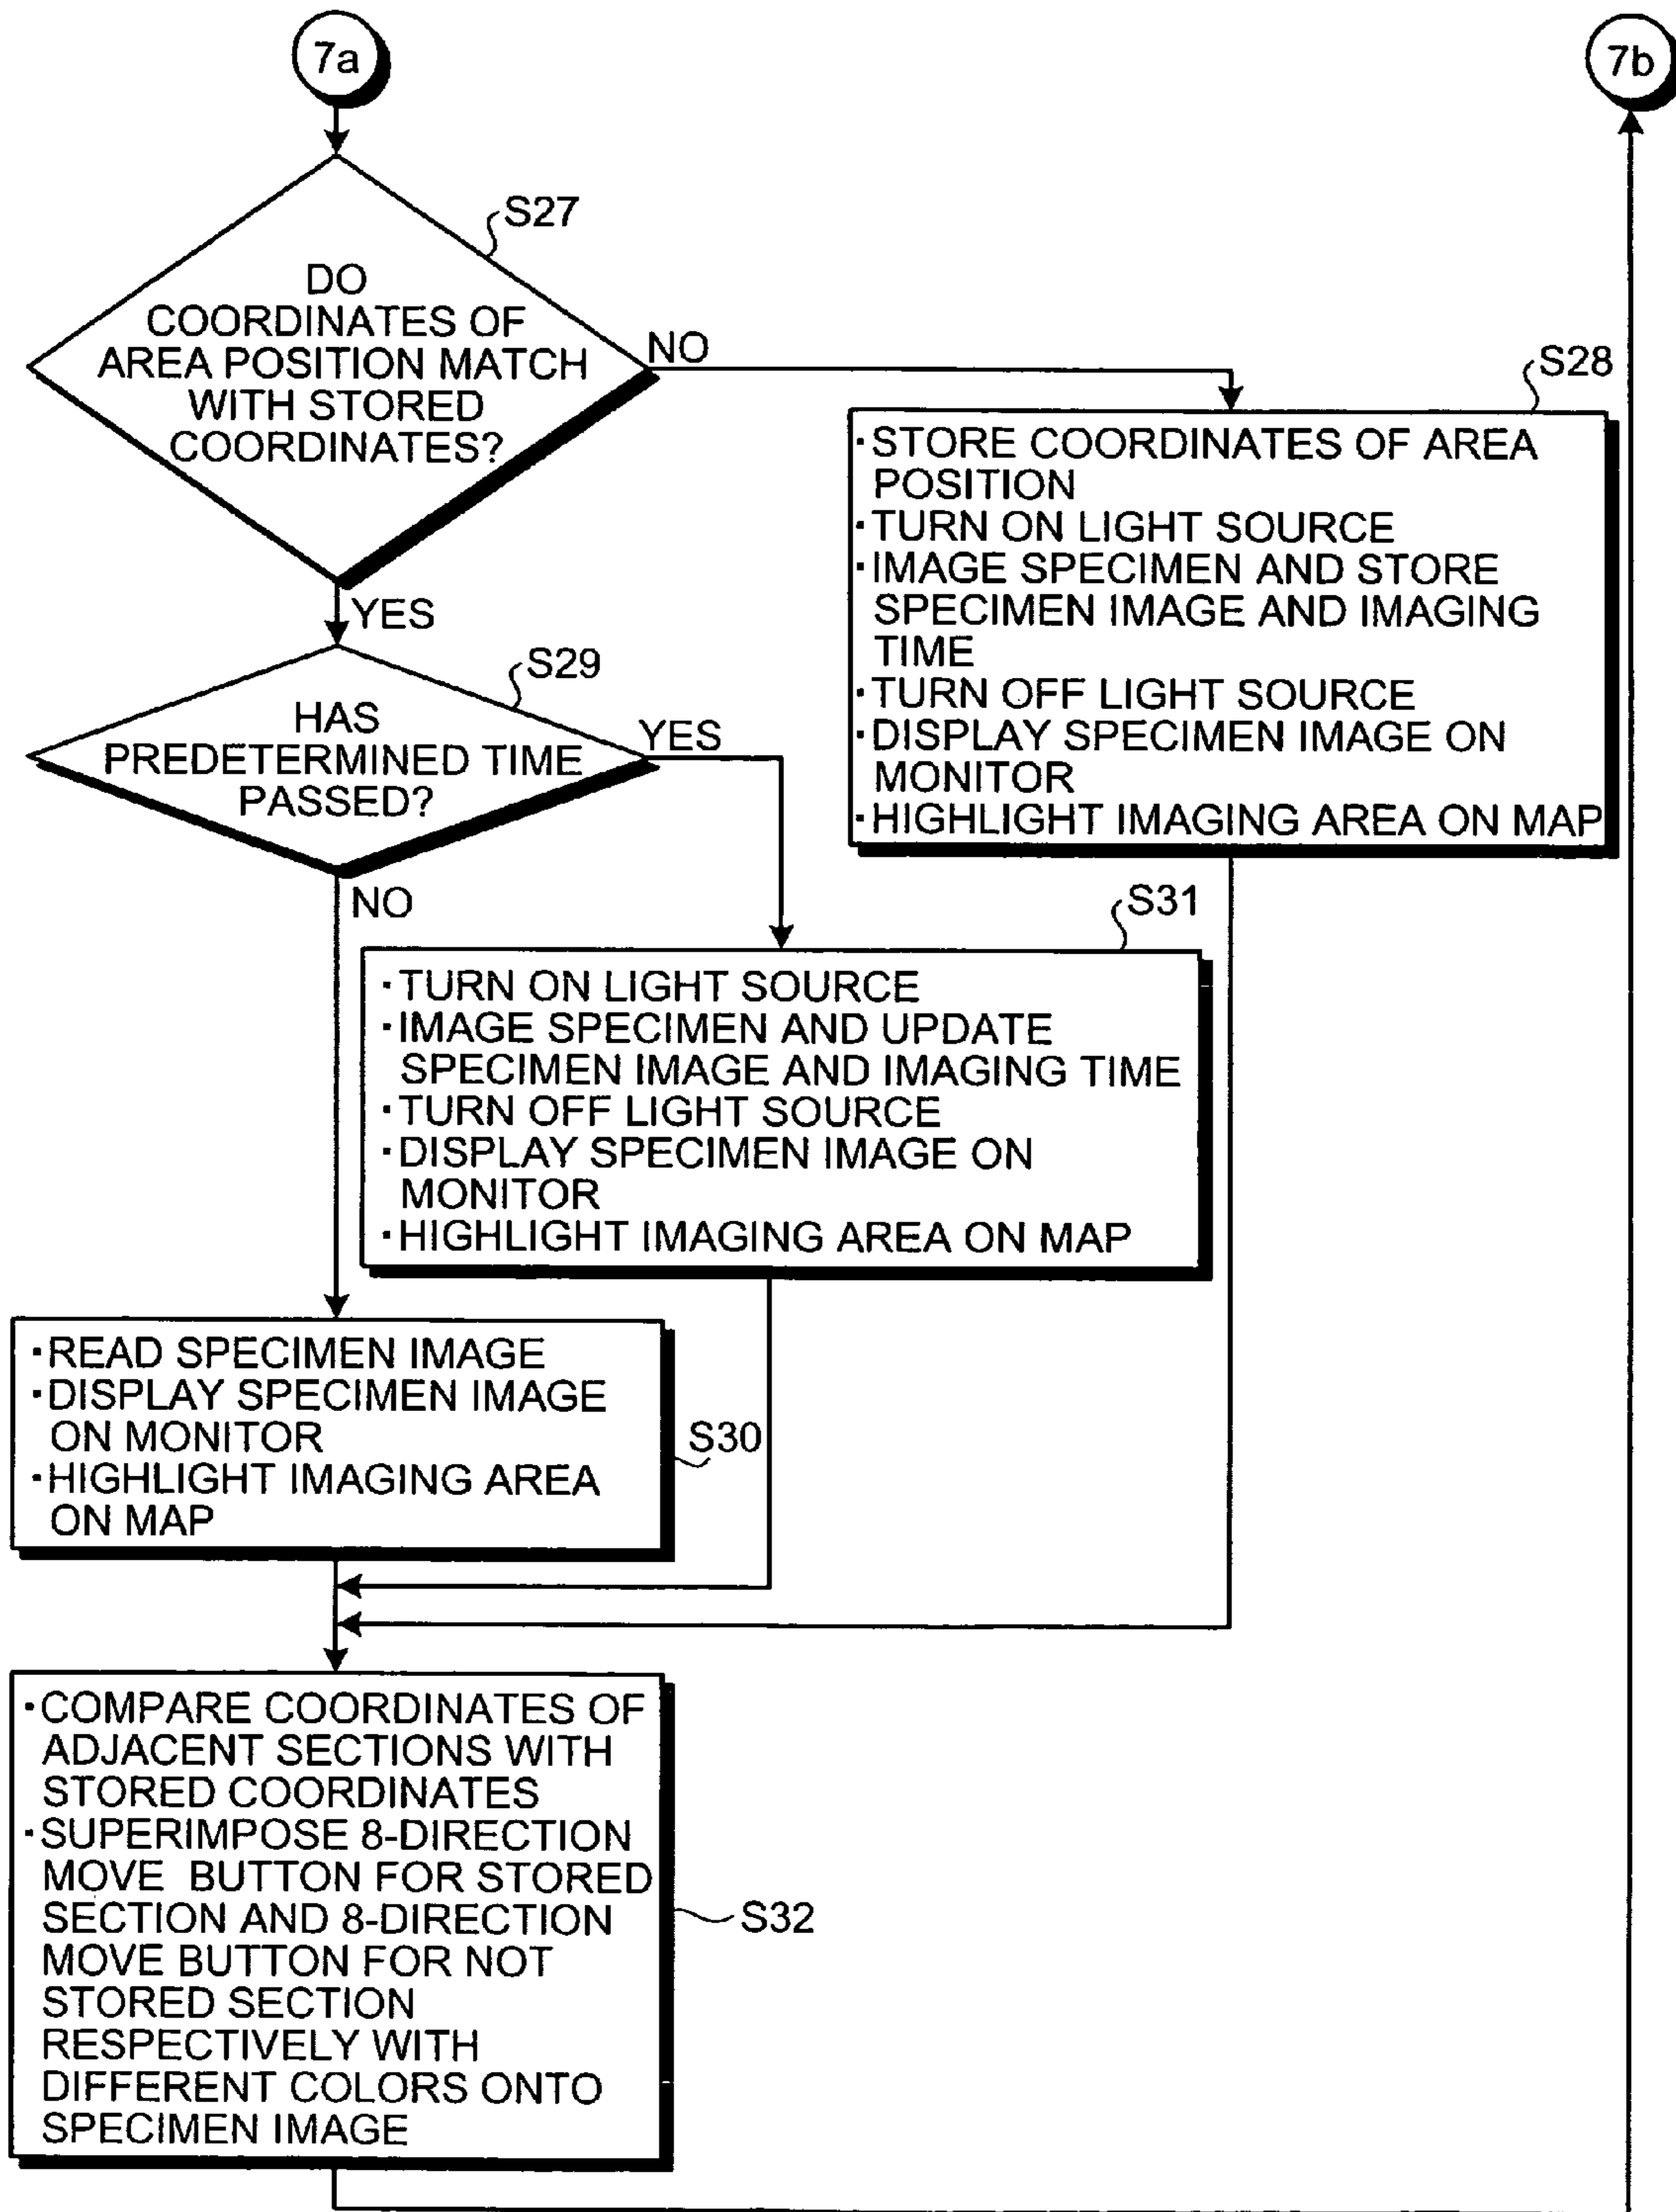 7a
7b
S27
DO
COORDINATES OF
AREA POSITION MATCH
WITH STORED
COORDINATES?
NO
YES
S28
·STORE COORDINATES OF AREA
POSITION
·TURN ON LIGHT SOURCE
·IMAGE SPECIMEN AND STORE
SPECIMEN IMAGE AND IMAGING
TIME
·TURN OFF LIGHT SOURCE
·DISPLAY SPECIMEN IMAGE ON
MONITOR
·HIGHLIGHT IMAGING AREA ON MAP
S29
HAS
PREDETERMINED TIME
PASSED?
YES
NO
S31
·TURN ON LIGHT SOURCE
·IMAGE SPECIMEN AND UPDATE
SPECIMEN IMAGE AND IMAGING TIME
·TURN OFF LIGHT SOURCE
·DISPLAY SPECIMEN IMAGE ON
MONITOR
·HIGHLIGHT IMAGING AREA ON MAP
·READ SPECIMEN IMAGE
·DISPLAY SPECIMEN IMAGE
ON MONITOR
·HIGHLIGHT IMAGING AREA
ON MAP
S30
·COMPARE COORDINATES OF
ADJACENT SECTIONS WITH
STORED COORDINATES
·SUPERIMPOSE 8-DIRECTION
MOVE BUTTON FOR STORED
SECTION AND 8-DIRECTION
MOVE BUTTON FOR NOT
STORED SECTION
RESPECTIVELY WITH
DIFFERENT COLORS ONTO
SPECIMEN IMAGE
S32